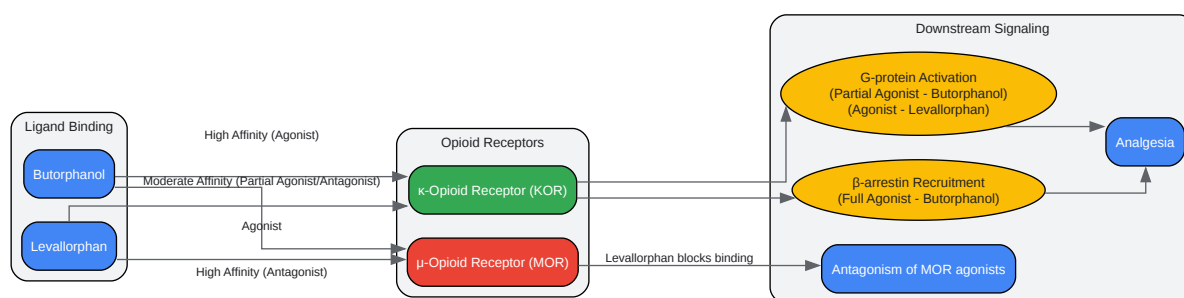 Ligand Binding
Butorphanol
Levallorphan
High Affinity (Agonist)
Moderate Affinity (Partial Agonist/Antagonist)
Agonist
High Affinity (Antagonist)
Opioid Receptors
κ-Opioid Receptor (KOR)
μ-Opioid Receptor (MOR)
Levallorphan blocks binding
Downstream Signaling
G-protein Activation
(Partial Agonist - Butorphanol)
(Agonist - Levallorphan)
β-arrestin Recruitment
(Full Agonist - Butorphanol)
Analgesia
Antagonism of MOR agonists